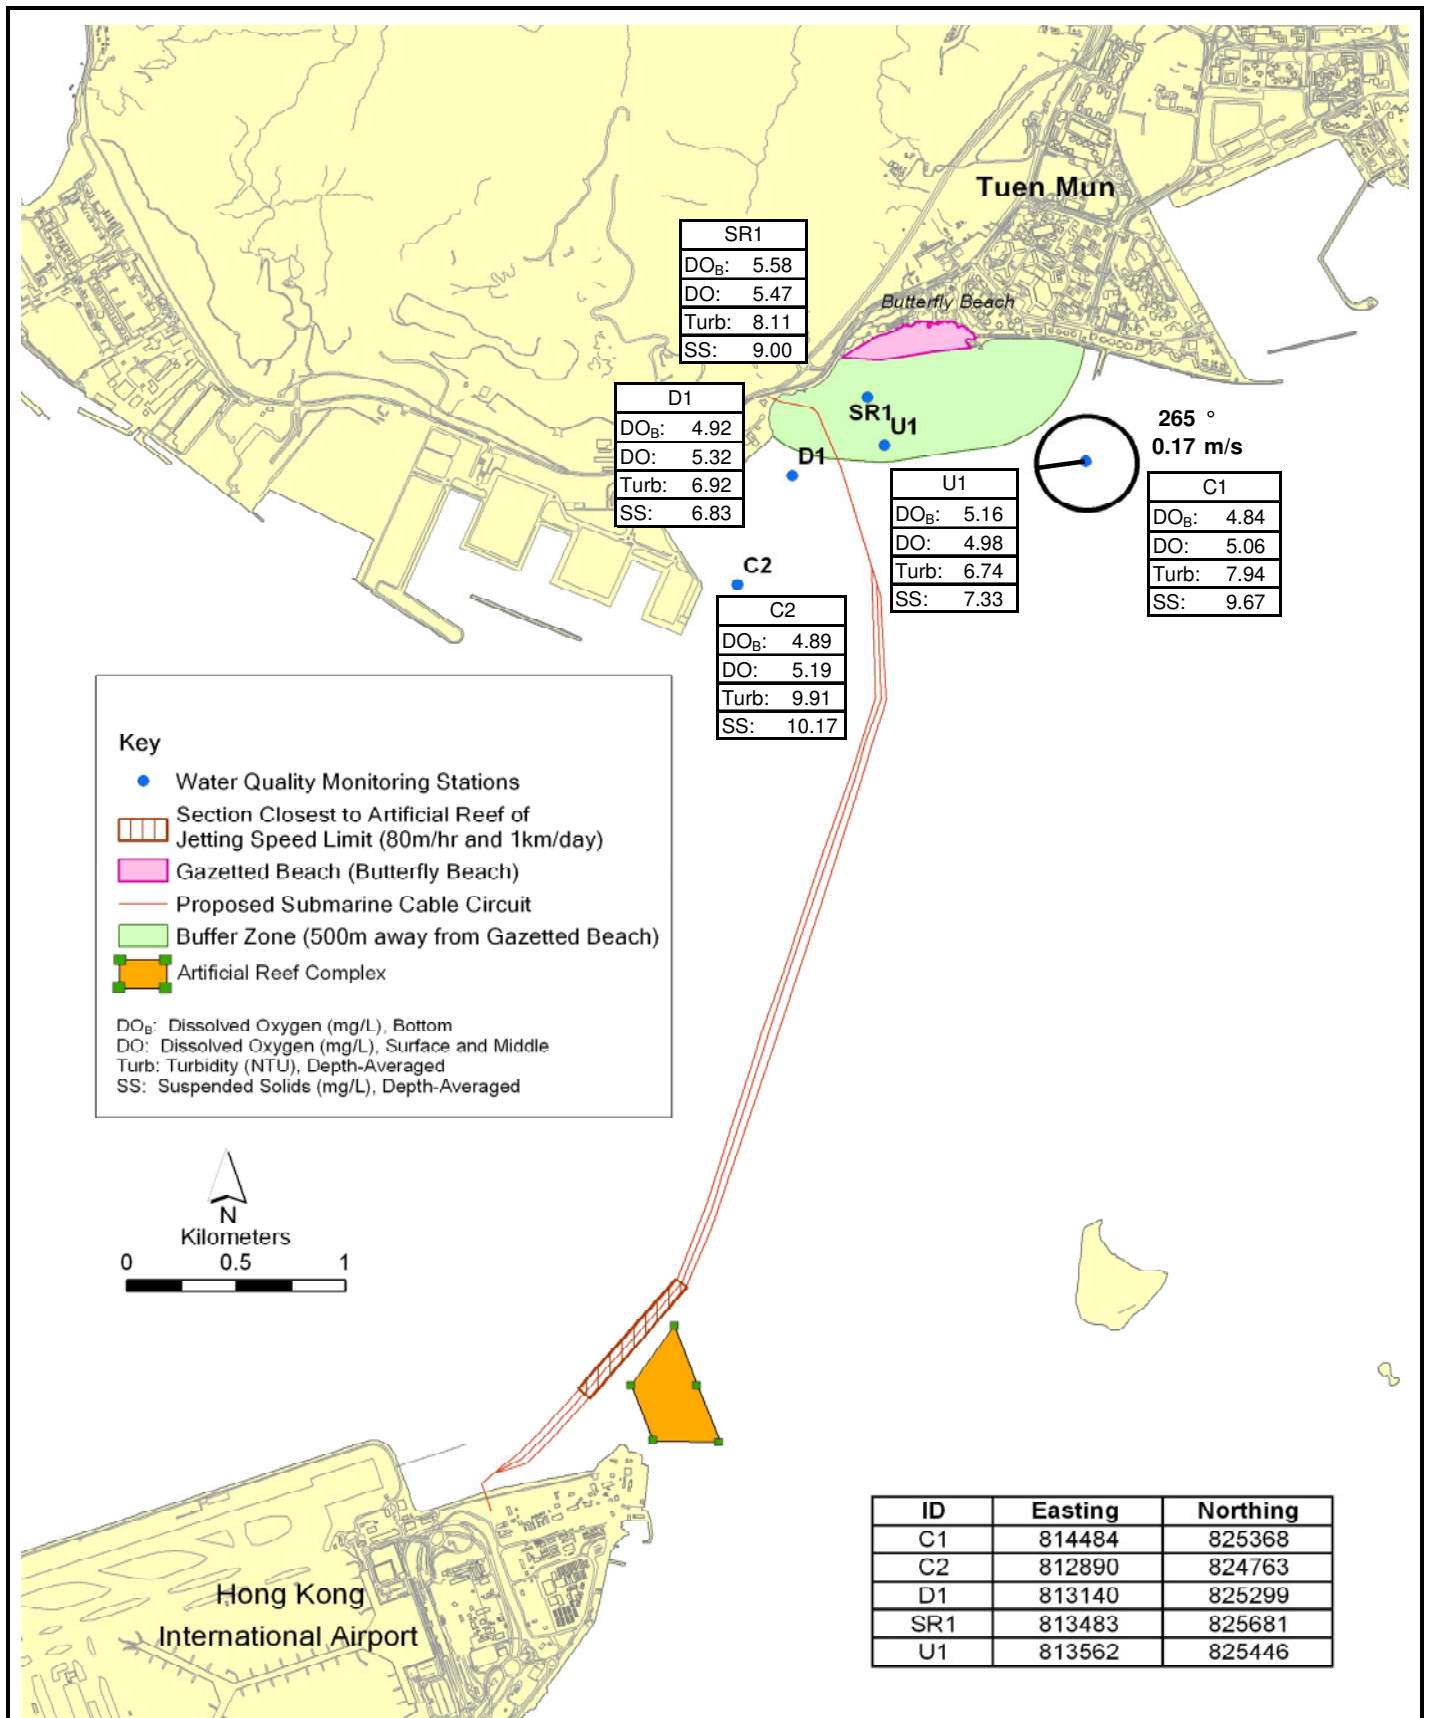 Tuen Mun
SR1
DOB: 5.58
DO: 5.47
Turb: 8.11
SS: 9.00
Butterfly Beach
D1
DOB: 4.92
DO: 5.32
Turb: 6.92
SS: 6.83
SR1
U1
D1
265 °
0.17 m/s
U1
DOB: 5.16
DO: 4.98
Turb: 6.74
SS: 7.33
C1
DOB: 4.84
DO: 5.06
Turb: 7.94
SS: 9.67
C2
C2
DOB: 4.89
DO: 5.19
Turb: 9.91
SS: 10.17
Key
Water Quality Monitoring Stations
Section Closest to Artificial Reef of
Jetting Speed Limit (80m/hr and 1km/day)
Gazetted Beach (Butterfly Beach)
Proposed Submarine Cable Circuit
Buffer Zone (500m away from Gazetted Beach)
Artificial Reef Complex
DOB: Dissolved Oxygen (mg/L), Bottom
DO: Dissolved Oxygen (mg/L), Surface and Middle
Turb: Turbidity (NTU), Depth-Averaged
SS: Suspended Solids (mg/L), Depth-Averaged
N
Kilometers
0 0.5 1
Hong Kong
International Airport
ID Easting Northing
C1 814484 825368
C2 812890 824763
D1 813140 825299
SR1 813483 825681
U1 813562 825446